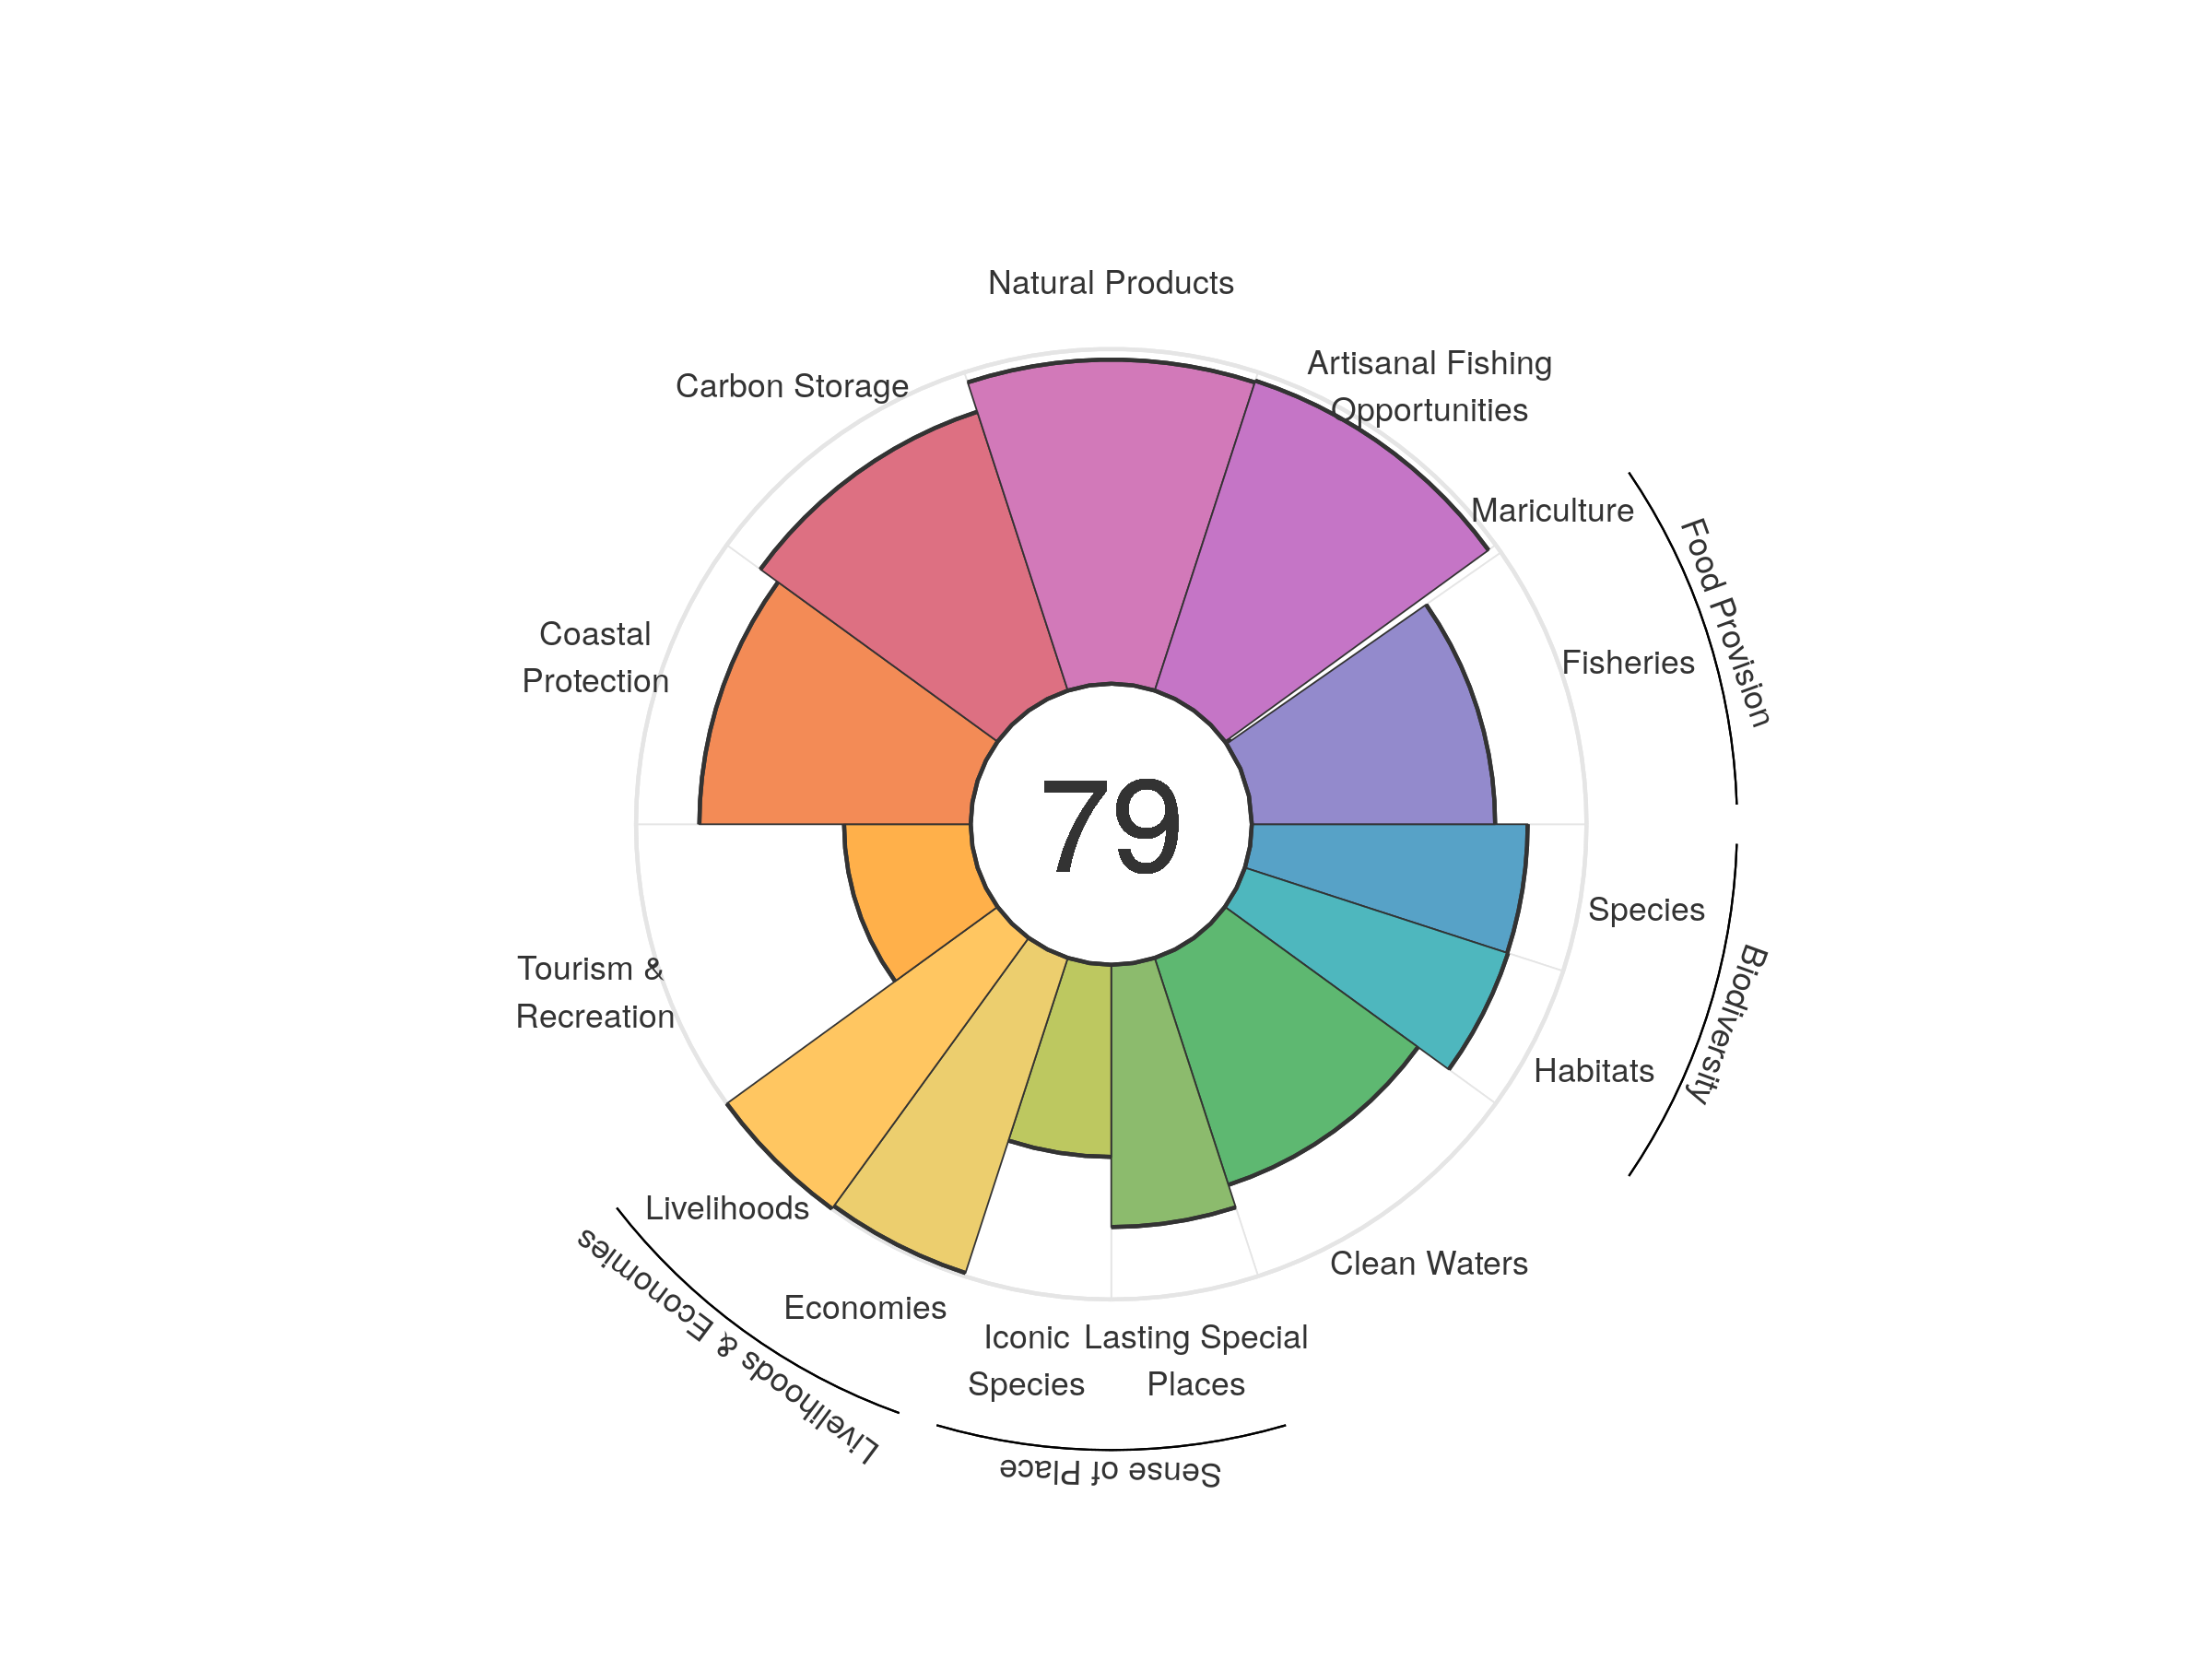 Natural Products
Artisanal Fishing
Opportunities
Carbon Storage
Mariculture
Food Provision
Fisheries
Coastal
Protection
79
Species
Biodiversity
Tourism &
Recreation
Habitats
Livelihoods
Clean Waters
Economies
Livelihoods & Economies
Iconic
Species
Lasting Special
Places
Sense of Place